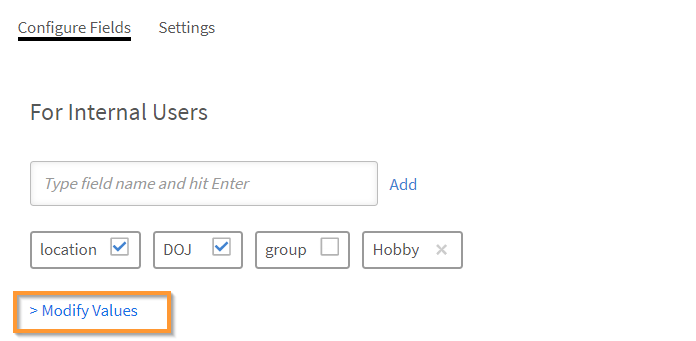 Configure Fields Settings
For Internal Users
Type field name and hit Enter Add
location DOJ group Hobby ×
> Modify Values